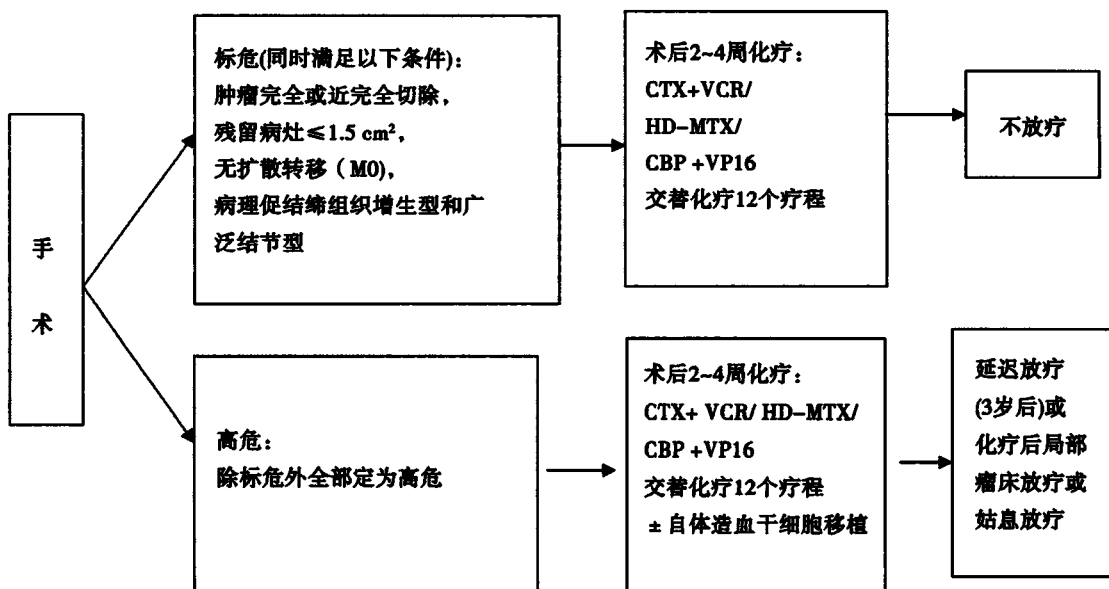 手
术
标危(同时满足以下条件)：
肿瘤完全或近完全切除，
残留病灶≤1.5 cm²，
无扩散转移（M0)，
病理促结缔组织增生型和广
泛结节型
术后2~4周化疗：
CTX+VCR/
HD-MTX/
CBP +VP16
交替化疗12个疗程
不放疗
高危：
除标危外全部定为高危
术后2~4周化疗：
CTX+ VCR/ HD-MTX/
CBP +VP16
交替化疗12个疗程
± 自体造血干细胞移植
延迟放疗
(3岁后)或
化疗后局部
瘤床放疗或
姑息放疗